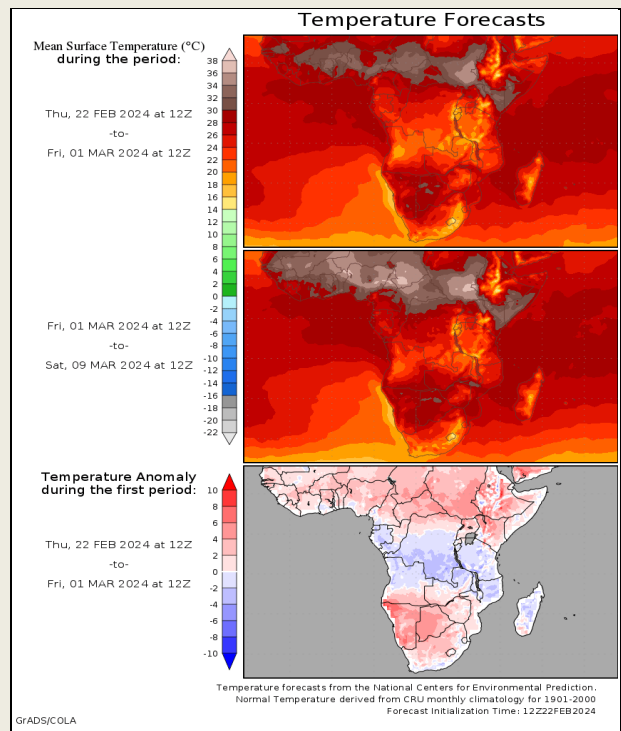 Temperature Forecasts
Mean Surface Temperature (°C)
during the period:
Thu, 22 FEB 2024 at 12Z
-to-
Fri, 01 MAR 2024 at 12Z
38
36
34
32
30
28
26
24
22
20
18
16
14
12
10
8
6
4
2
0
-2
-4
-6
-8
-10
-12
-14
-16
-18
-20
-22
Fri, 01 MAR 2024 at 12Z
-to-
Sat, 09 MAR 2024 at 12Z
Temperature Anomaly
during the first period:
Thu, 22 FEB 2024 at 12Z
-to-
Fri, 01 MAR 2024 at 12Z
10
8
6
4
2
0
-2
-4
-6
-8
-10
Temperature forecasts from the National Centers for Environmental Prediction.
Normal Temperature derived from CRU monthly climatology for 1901-2000
Forecast Initialization Time: 12Z22FEB2024
GrADS/COLA